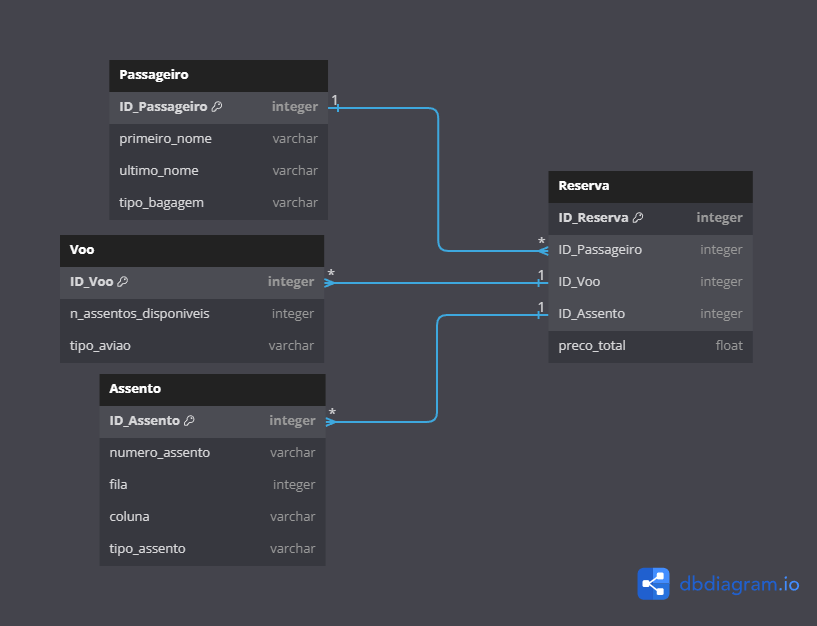 Passageiro
ID_Passageiro integer
primeiro_nome varchar
ultimo_nome varchar
tipo_bagagem varchar
Voo
ID_Voo integer
n_assentos_disponiveis integer
tipo_aviao varchar
Assento
ID_Assento integer
numero_assento varchar
fila integer
coluna varchar
tipo_assento varchar
1
*
*
1
1
*
Reserva
ID_Reserva integer
ID_Passageiro integer
ID_Voo integer
ID_Assento integer
preco_total float
dbdiagram.io